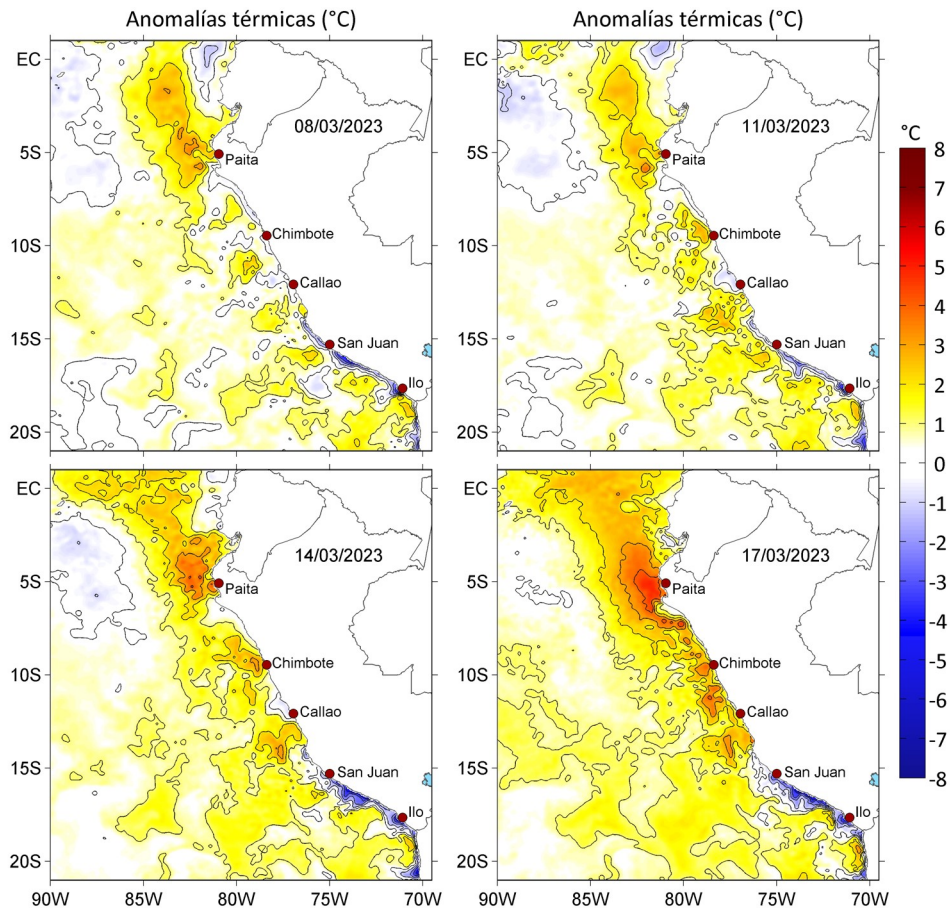 Anomalías térmicas (°C)
Anomalías térmicas (°C)
EC
5S
10S
15S
20S
08/03/2023
Paita
Chimbote
Callao
San Juan
Ilo
EC
5S
10S
15S
20S
11/03/2023
Paita
Chimbote
Callao
San Juan
Ilo
EC
5S
10S
15S
20S
14/03/2023
Paita
Chimbote
Callao
San Juan
Ilo
90W 85W 80W 75W 70W
EC
5S
10S
15S
20S
17/03/2023
Paita
Chimbote
Callao
San Juan
Ilo
90W 85W 80W 75W 70W
°C
8
7
6
5
4
3
2
1
0
-1
-2
-3
-4
-5
-6
-7
-8